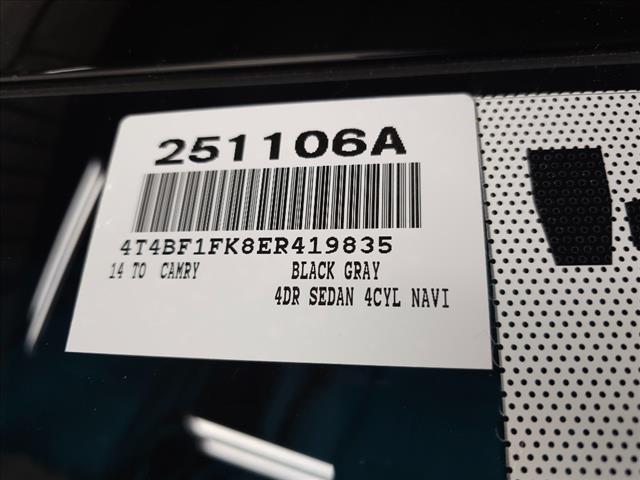 251106A
4T4BF1FK8ER419835
14 TO CAMRY BLACK GRAY
4DR SEDAN 4CYL NAVI